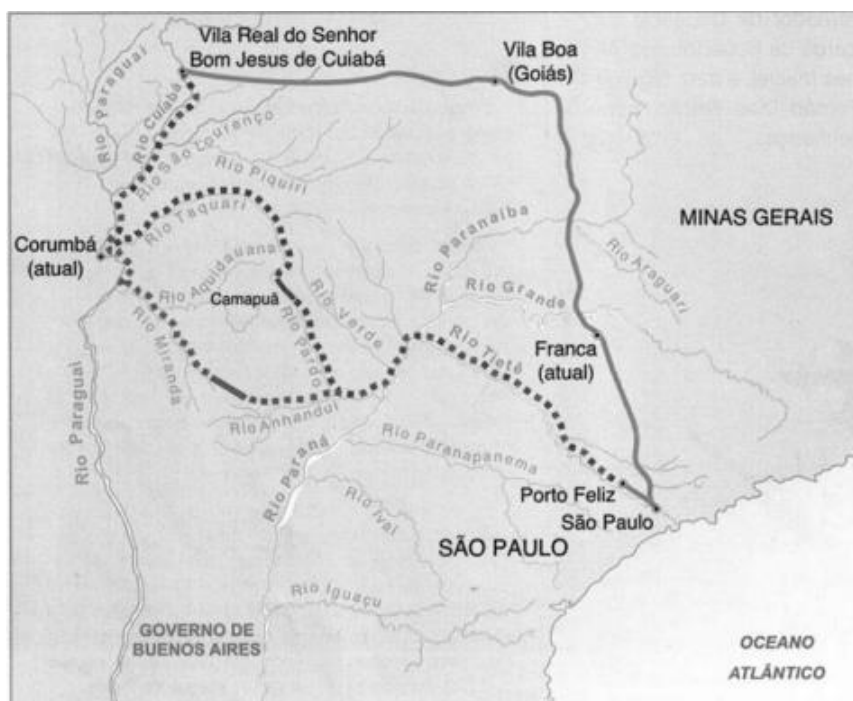 Vila Real do Senhor
Bom Jesus de Cuiabá
Vila Boa
(Goiás)
Rio Paraguai
Rio Cuiabá
Rio São Lourenço
Rio Piquiri
Rio Taquari
MINAS GERAIS
Corumbá
(atual)
Rio Paranaíba
Rio Araguari
Rio Aquidauana
Camapuã
Rio Verde
Rio Grande
Rio Pardo
Rio Tietê
Franca
(atual)
Rio Miranda
Rio Paraguai
Rio Anhanduí
Rio Paraná
Rio Paranapanema
Porto Feliz
São Paulo
Rio Ivaí
SÃO PAULO
Rio Iguaçu
GOVERNO DE
BUENOS AIRES
OCEANO
ATLÂNTICO